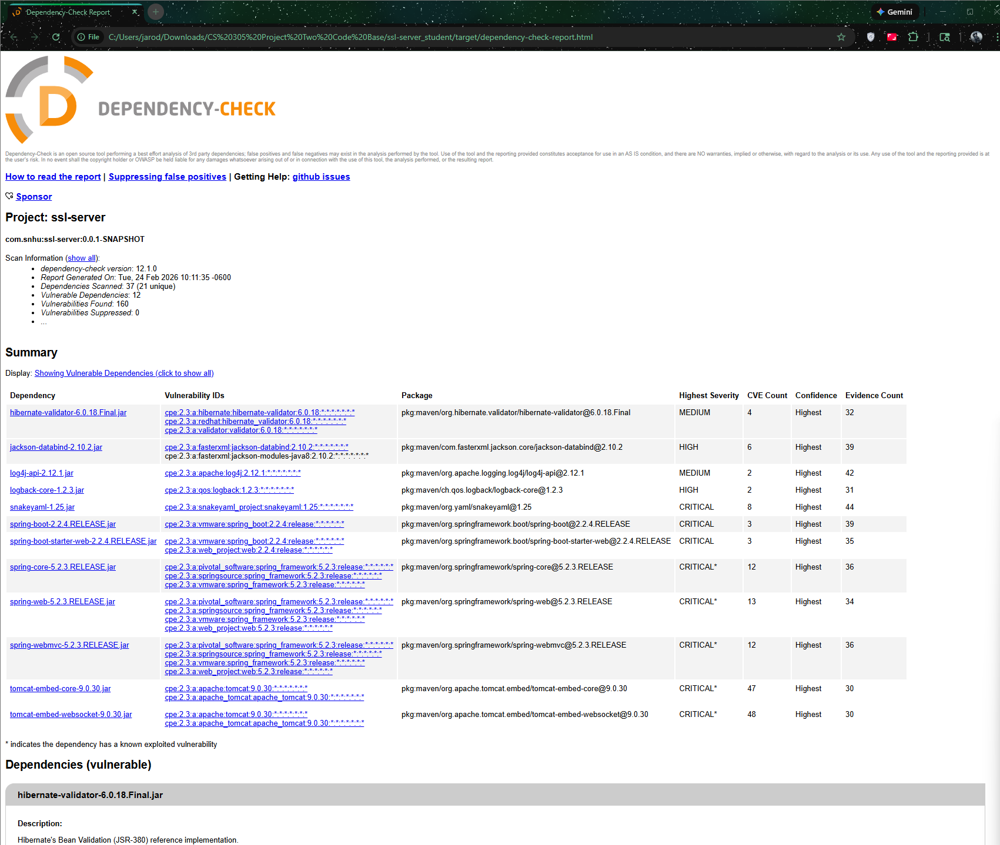 Dependency-Check Report
Gemini
File
C:/Users/jarod/Downloads/CS%20305%20Project%20Two%20Code%20Base/ssl-server_student/target/dependency-check-report.html
D
DEPENDENCY-CHECK
Dependency-Check is an open source tool performing a best effort analysis of 3rd party dependencies; false positives and false negatives may exist in the analysis performed by the tool. Use of the tool and the reporting provided constitutes acceptance for use in an AS IS condition, and there are NO warranties, implied or otherwise, with regard to the analysis or its use. Any use of the tool and the reporting provided is at
the user's risk. In no event shall the copyright holder or OWASP be held liable for any damages whatsoever arising out of or in connection with the use of this tool, the analysis performed, or the resulting report.
How to read the report | Suppressing false positives | Getting Help: github issues
Sponsor
Project: ssl-server
com.snhu:ssl-server:0.0.1-SNAPSHOT
Scan Information (show all):
• dependency-check version: 12.1.0
• Report Generated On: Tue, 24 Feb 2026 10:11:35 -0600
• Dependencies Scanned: 37 (21 unique)
• Vulnerable Dependencies: 12
• Vulnerabilities Found: 160
• Vulnerabilities Suppressed: 0
• ...
Summary
Display: Showing Vulnerable Dependencies (click to show all)
Dependency Vulnerability IDs Package Highest Severity CVE Count Confidence Evidence Count
hibernate-validator-6.0.18.Final.jar cpe:2.3:a:hibernate:hibernate-validator:6.0.18:*:*:*:*:*:*:* pkg:maven/org.hibernate.validator/hibernate-validator@6.0.18.Final MEDIUM 4 Highest 32
cpe:2.3:a:redhat:hibernate_validator:6.0.18:*:*:*:*:*:*:*
cpe:2.3:a:validator:validator:6.0.18:*:*:*:*:*:*:*
jackson-databind-2.10.2.jar cpe:2.3:a:fasterxml:jackson-databind:2.10.2:*:*:*:*:*:*:* pkg:maven/com.fasterxml.jackson.core/jackson-databind@2.10.2 HIGH 6 Highest 39
cpe:2.3:a:fasterxml:jackson-modules-java8:2.10.2:*:*:*:*:*:*:*
log4j-api-2.12.1.jar cpe:2.3:a:apache:log4j:2.12.1:*:*:*:*:*:*:* pkg:maven/org.apache.logging.log4j/log4j-api@2.12.1 MEDIUM 2 Highest 42
logback-core-1.2.3.jar cpe:2.3:a:qos:logback:1.2.3:*:*:*:*:*:*:* pkg:maven/ch.qos.logback/logback-core@1.2.3 HIGH 2 Highest 31
snakeyaml-1.25.jar cpe:2.3:a:snakeyaml_project:snakeyaml:1.25:*:*:*:*:*:*:* pkg:maven/org.yaml/snakeyaml@1.25 CRITICAL 8 Highest 44
spring-boot-2.2.4.RELEASE.jar cpe:2.3:a:vmware:spring_boot:2.2.4:release:*:*:*:*:*:* pkg:maven/org.springframework.boot/spring-boot@2.2.4.RELEASE CRITICAL 3 Highest 39
spring-boot-starter-web-2.2.4.RELEASE.jar cpe:2.3:a:vmware:spring_boot:2.2.4:release:*:*:*:*:*:* pkg:maven/org.springframework.boot/spring-boot-starter-web@2.2.4.RELEASE CRITICAL 3 Highest 35
cpe:2.3:a:web_project:web:2.2.4:release:*:*:*:*:*:*
spring-core-5.2.3.RELEASE.jar cpe:2.3:a:pivotal_software:spring_framework:5.2.3:release:*:*:*:*:*:* pkg:maven/org.springframework/spring-core@5.2.3.RELEASE CRITICAL* 12 Highest 36
cpe:2.3:a:springsource:spring_framework:5.2.3:release:*:*:*:*:*:*
cpe:2.3:a:vmware:spring_framework:5.2.3:release:*:*:*:*:*:*
spring-web-5.2.3.RELEASE.jar cpe:2.3:a:pivotal_software:spring_framework:5.2.3:release:*:*:*:*:*:* pkg:maven/org.springframework/spring-web@5.2.3.RELEASE CRITICAL* 13 Highest 34
cpe:2.3:a:springsource:spring_framework:5.2.3:release:*:*:*:*:*:*
cpe:2.3:a:vmware:spring_framework:5.2.3:release:*:*:*:*:*:*
cpe:2.3:a:web_project:web:5.2.3:release:*:*:*:*:*:*
spring-webmvc-5.2.3.RELEASE.jar cpe:2.3:a:pivotal_software:spring_framework:5.2.3:release:*:*:*:*:*:* pkg:maven/org.springframework/spring-webmvc@5.2.3.RELEASE CRITICAL* 12 Highest 36
cpe:2.3:a:springsource:spring_framework:5.2.3:release:*:*:*:*:*:*
cpe:2.3:a:vmware:spring_framework:5.2.3:release:*:*:*:*:*:*
cpe:2.3:a:web_project:web:5.2.3:release:*:*:*:*:*:*
tomcat-embed-core-9.0.30.jar cpe:2.3:a:apache:tomcat:9.0.30:*:*:*:*:*:*:* pkg:maven/org.apache.tomcat.embed/tomcat-embed-core@9.0.30 CRITICAL* 47 Highest 30
cpe:2.3:a:apache_tomcat:apache_tomcat:9.0.30:*:*:*:*:*:*:*
tomcat-embed-websocket-9.0.30.jar cpe:2.3:a:apache:tomcat:9.0.30:*:*:*:*:*:*:* pkg:maven/org.apache.tomcat.embed/tomcat-embed-websocket@9.0.30 CRITICAL* 48 Highest 30
cpe:2.3:a:apache_tomcat:apache_tomcat:9.0.30:*:*:*:*:*:*:*
* indicates the dependency has a known exploited vulnerability
Dependencies (vulnerable)
hibernate-validator-6.0.18.Final.jar
Description:
Hibernate's Bean Validation (JSR-380) reference implementation.